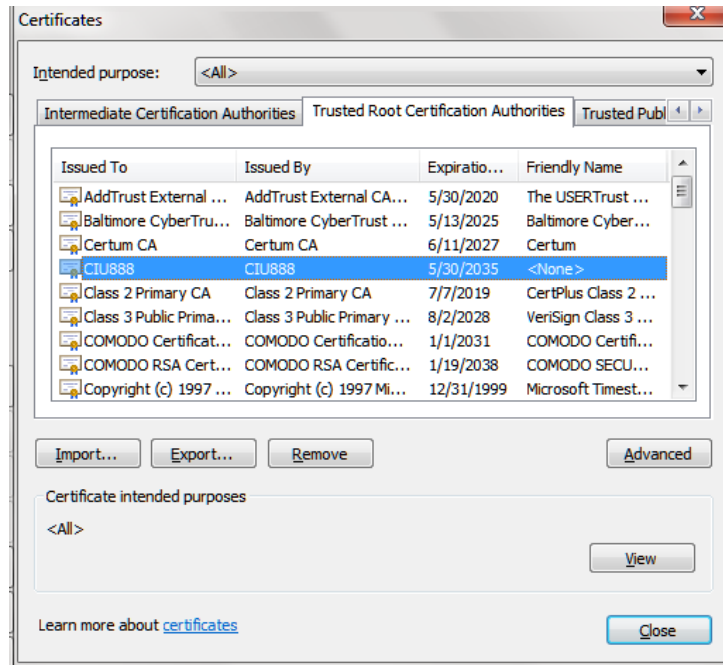 Certificates
Intended purpose: <All>
Intermediate Certification Authorities Trusted Root Certification Authorities Trusted Publ
Issued To Issued By Expiratio... Friendly Name
AddTrust External ... AddTrust External CA... 5/30/2020 The USERTrust ...
Baltimore CyberTru... Baltimore CyberTrust ... 5/13/2025 Baltimore Cyber...
Certum CA Certum CA 6/11/2027 Certum
CIU888 CIU888 5/30/2035 <None>
Class 2 Primary CA Class 2 Primary CA 7/7/2019 CertPlus Class 2 ...
Class 3 Public Prima... Class 3 Public Primary ... 8/2/2028 VeriSign Class 3 ...
COMODO Certificat... COMODO Certificatio... 1/1/2031 COMODO Certifi...
COMODO RSA Cert... COMODO RSA Certific... 1/19/2038 COMODO SECU...
Copyright (c) 1997 ... Copyright (c) 1997 Mi... 12/31/1999 Microsoft Timest...
Import... Export... Remove Advanced
Certificate intended purposes
<All>
View
Learn more about certificates
Close